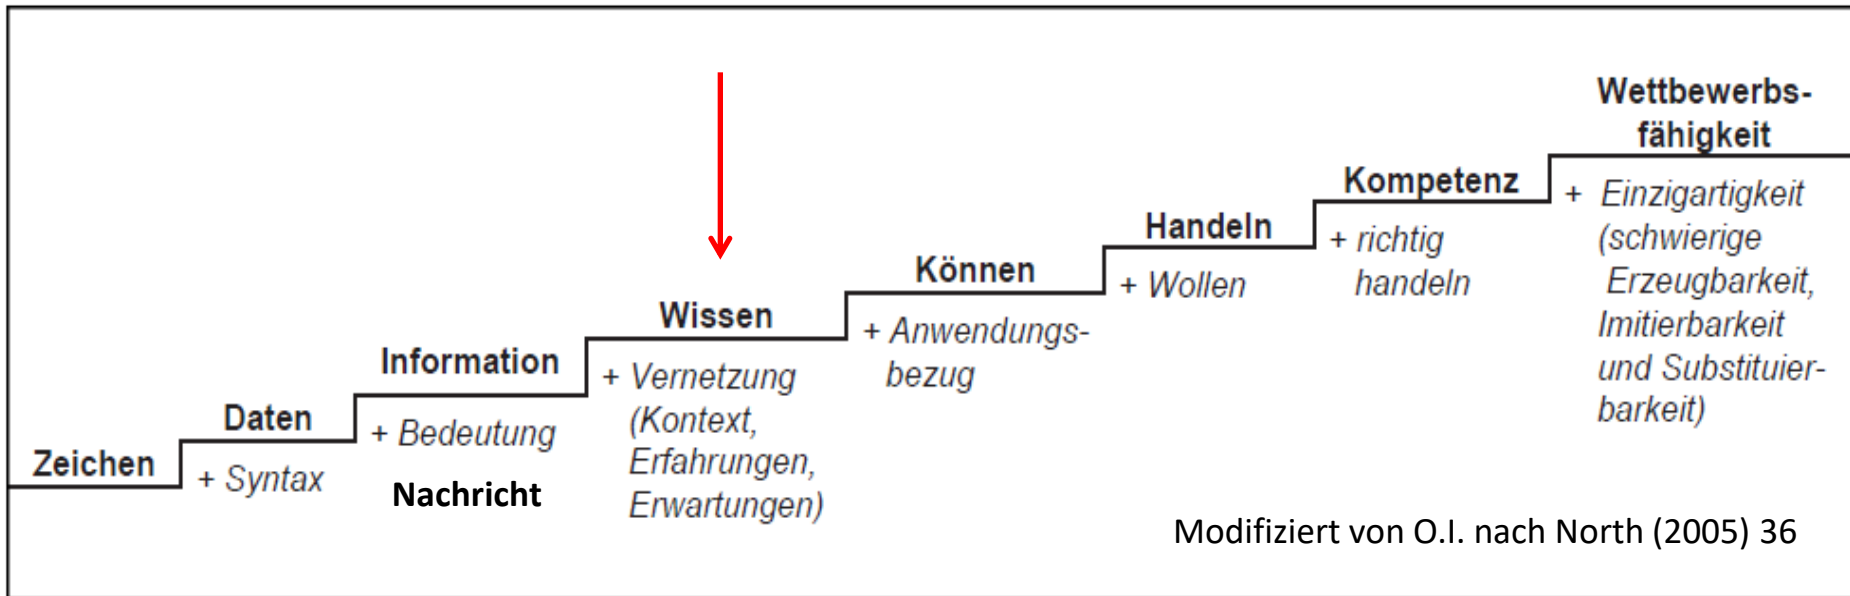 Zeichen
Daten
+ Syntax
Information
+ Bedeutung
Nachricht
Wissen
+ Vernetzung
(Kontext,
Erfahrungen,
Erwartungen)
Können
+ Anwendungs-
bezug
Handeln
+ Wollen
Kompetenz
+ richtig
handeln
Wettbewerbs-
fähigkeit
+ Einzigartigkeit
(schwierige
Erzeugbarkeit,
Imitierbarkeit
und Substituier-
barkeit)
Modifiziert von O.I. nach North (2005) 36